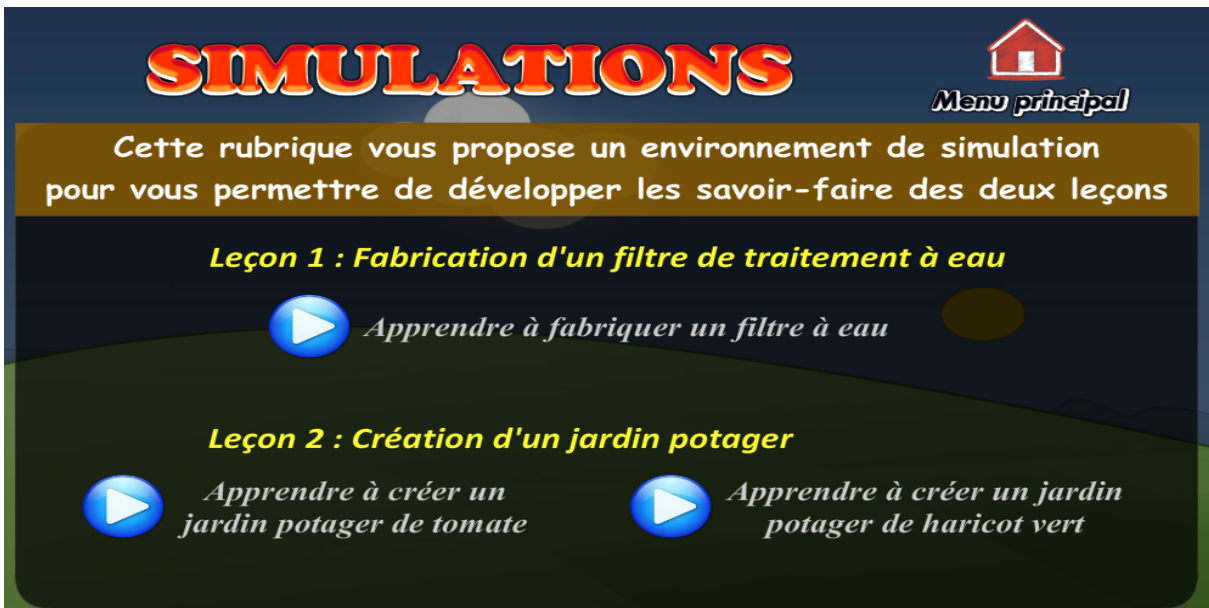 SIMULATIONS
Menu principal
Cette rubrique vous propose un environnement de simulation
pour vous permettre de développer les savoir-faire des deux leçons
Leçon 1 : Fabrication d'un filtre de traitement à eau
Apprendre à fabriquer un filtre à eau
Leçon 2 : Création d'un jardin potager
Apprendre à créer un
jardin potager de tomate
Apprendre à créer un jardin
potager de haricot vert